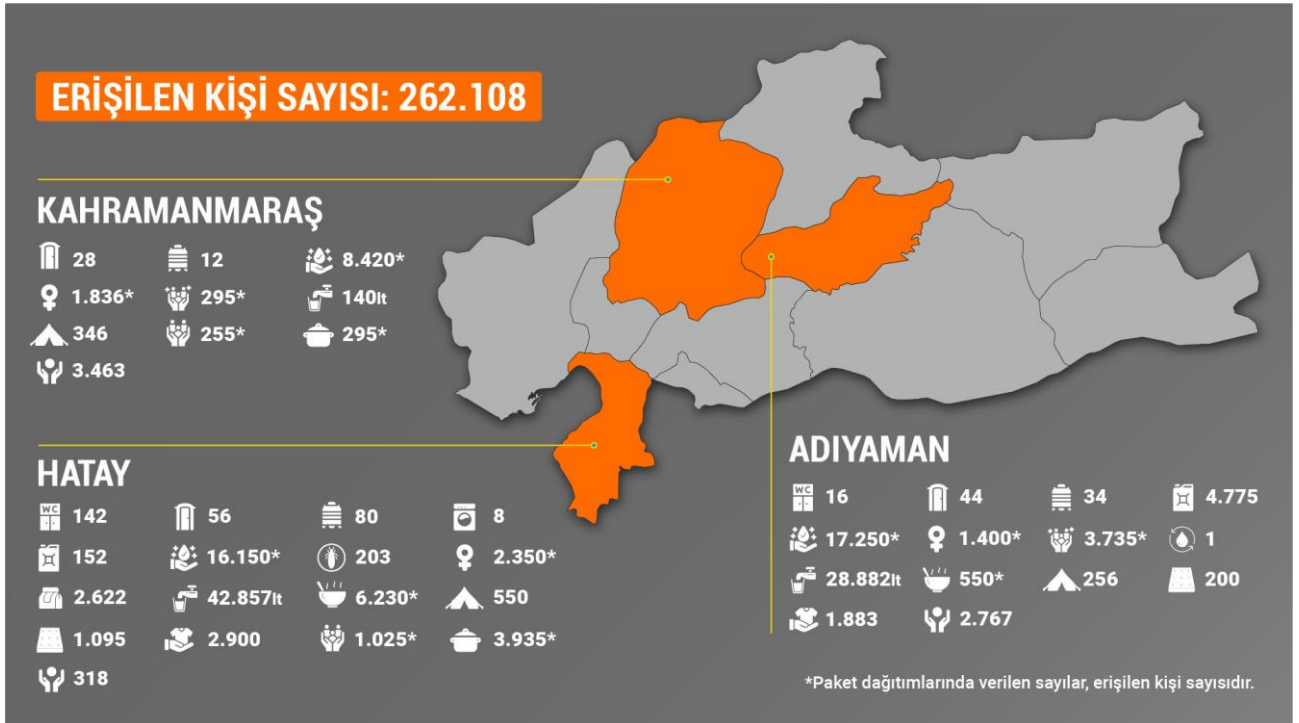 ERİŞİLEN KİŞİ SAYISI: 262.108
KAHRAMANMARAŞ
28 12 8.420*
1.836* 295* 140lt
346 255* 295*
3.463
HATAY
WC 142 56 80 8
152 16.150* 203 2.350*
2.622 42.857lt 6.230* 550
1.095 2.900 1.025* 3.935*
318
ADIYAMAN
WC 16 44 34 4.775
17.250* 1.400* 3.735* 1
28.882lt 550* 256 200
1.883 2.767
*Paket dağıtımlarında verilen sayılar, erişilen kişi sayısıdır.